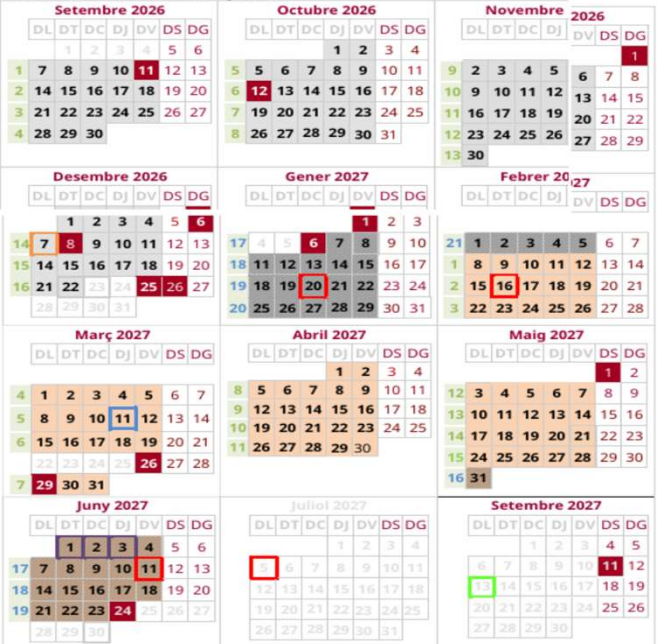 Setembre 2026
DL DT DC DJ DV DS DG
1 2 3 4 5 6
1 7 8 9 10 11 12 13
2 14 15 16 17 18 19 20
3 21 22 23 24 25 26 27
4 28 29 30
Octubre 2026
DL DT DC DJ DV DS DG
1 2 3 4
5 5 6 7 8 9 10 11
6 12 13 14 15 16 17 18
7 19 20 21 22 23 24 25
8 26 27 28 29 30 31
Novembre 2026
DL DT DC DJ DV DS DG
1
9 2 3 4 5 6 7 8
10 9 10 11 12 13 14 15
11 16 17 18 19 20 21 22
12 23 24 25 26 27 28 29
13 30
Desembre 2026
DL DT DC DJ DV DS DG
1 2 3 4 5 6
14 7 8 9 10 11 12 13
15 14 15 16 17 18 19 20
16 21 22 23 24 25 26 27
28 29 30 31
Gener 2027
DL DT DC DJ DV DS DG
1 2 3
17 4 5 6 7 8 9 10
18 11 12 13 14 15 16 17
19 18 19 20 21 22 23 24
20 25 26 27 28 29 30 31
Febrer 20 27
DL DT DC DJ DV DS DG
21 1 2 3 4 5 6 7
1 8 9 10 11 12 13 14
2 15 16 17 18 19 20 21
3 22 23 24 25 26 27 28
Març 2027
DL DT DC DJ DV DS DG
4 1 2 3 4 5 6 7
5 8 9 10 11 12 13 14
6 15 16 17 18 19 20 21
22 23 24 25 26 27 28
7 29 30 31
Abril 2027
DL DT DC DJ DV DS DG
1 2 3 4
8 5 6 7 8 9 10 11
9 12 13 14 15 16 17 18
10 19 20 21 22 23 24 25
11 26 27 28 29 30
Maig 2027
DL DT DC DJ DV DS DG
1 2
12 3 4 5 6 7 8 9
13 10 11 12 13 14 15 16
14 17 18 19 20 21 22 23
15 24 25 26 27 28 29 30
16 31
Juny 2027
DL DT DC DJ DV DS DG
1 2 3 4 5 6
17 7 8 9 10 11 12 13
18 14 15 16 17 18 19 20
19 21 22 23 24 25 26 27
28 29 30
Juliol 2027
DL DT DC DJ DV DS DG
1 2 3 4
5 6 7 8 9 10 11
12 13 14 15 16 17 18
19 20 21 22 23 24 25
26 27 28 29 30 31
Setembre 2027
DL DT DC DJ DV DS DG
1 2 3 4 5
6 7 8 9 10 11 12
13 14 15 16 17 18 19
20 21 22 23 24 25 26
27 28 29 30